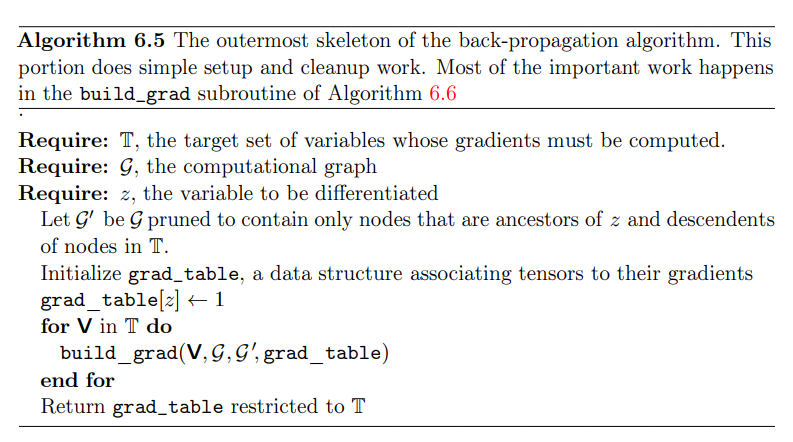 Algorithm 6.5 The outermost skeleton of the back-propagation algorithm. This
portion does simple setup and cleanup work. Most of the important work happens
in the build_grad subroutine of Algorithm 6.6
.
Require: 𝕋, the target set of variables whose gradients must be computed.
Require: 𝒢, the computational graph
Require: z, the variable to be differentiated
Let 𝒢′ be 𝒢 pruned to contain only nodes that are ancestors of z and descendents
of nodes in 𝕋.
Initialize grad_table, a data structure associating tensors to their gradients
grad_table[z] ← 1
for V in 𝕋 do
build_grad(V, 𝒢, 𝒢′, grad_table)
end for
Return grad_table restricted to 𝕋